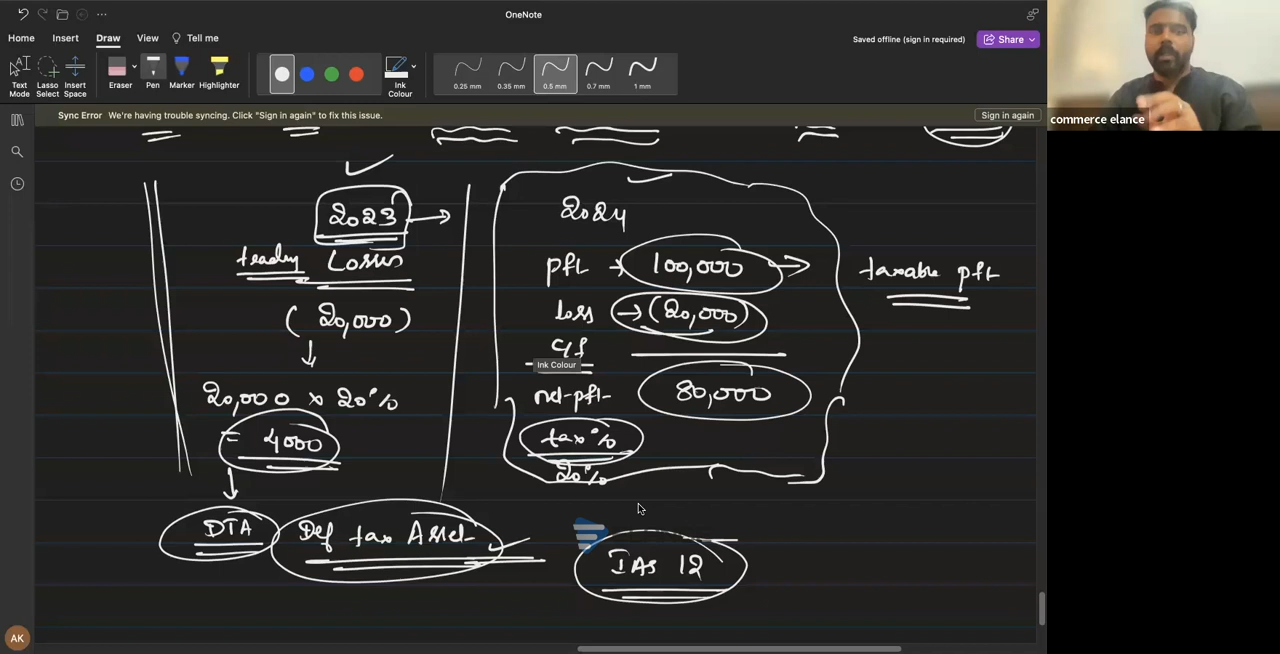 OneNote
Home Insert Draw View Tell me
Saved offline (sign in required)
Share
Text Mode
Lasso Select
Insert Space
Eraser
Pen
Marker
Highlighter
Ink Colour
0.25 mm
0.35 mm
0.5 mm
0.7 mm
1 mm
Sync Error We're having trouble syncing. Click "Sign in again" to fix this issue.
Sign in again
commerce elance
2023
trading Losses
(20,000)
20,000 x 20%
= 4000
DTA Def tax Asset
2024
pft → 100,000 → taxable pft
loss → (20,000)
c/f
Ink Colour
net-pft 80,000
tax %
20%
IAS 12
AK